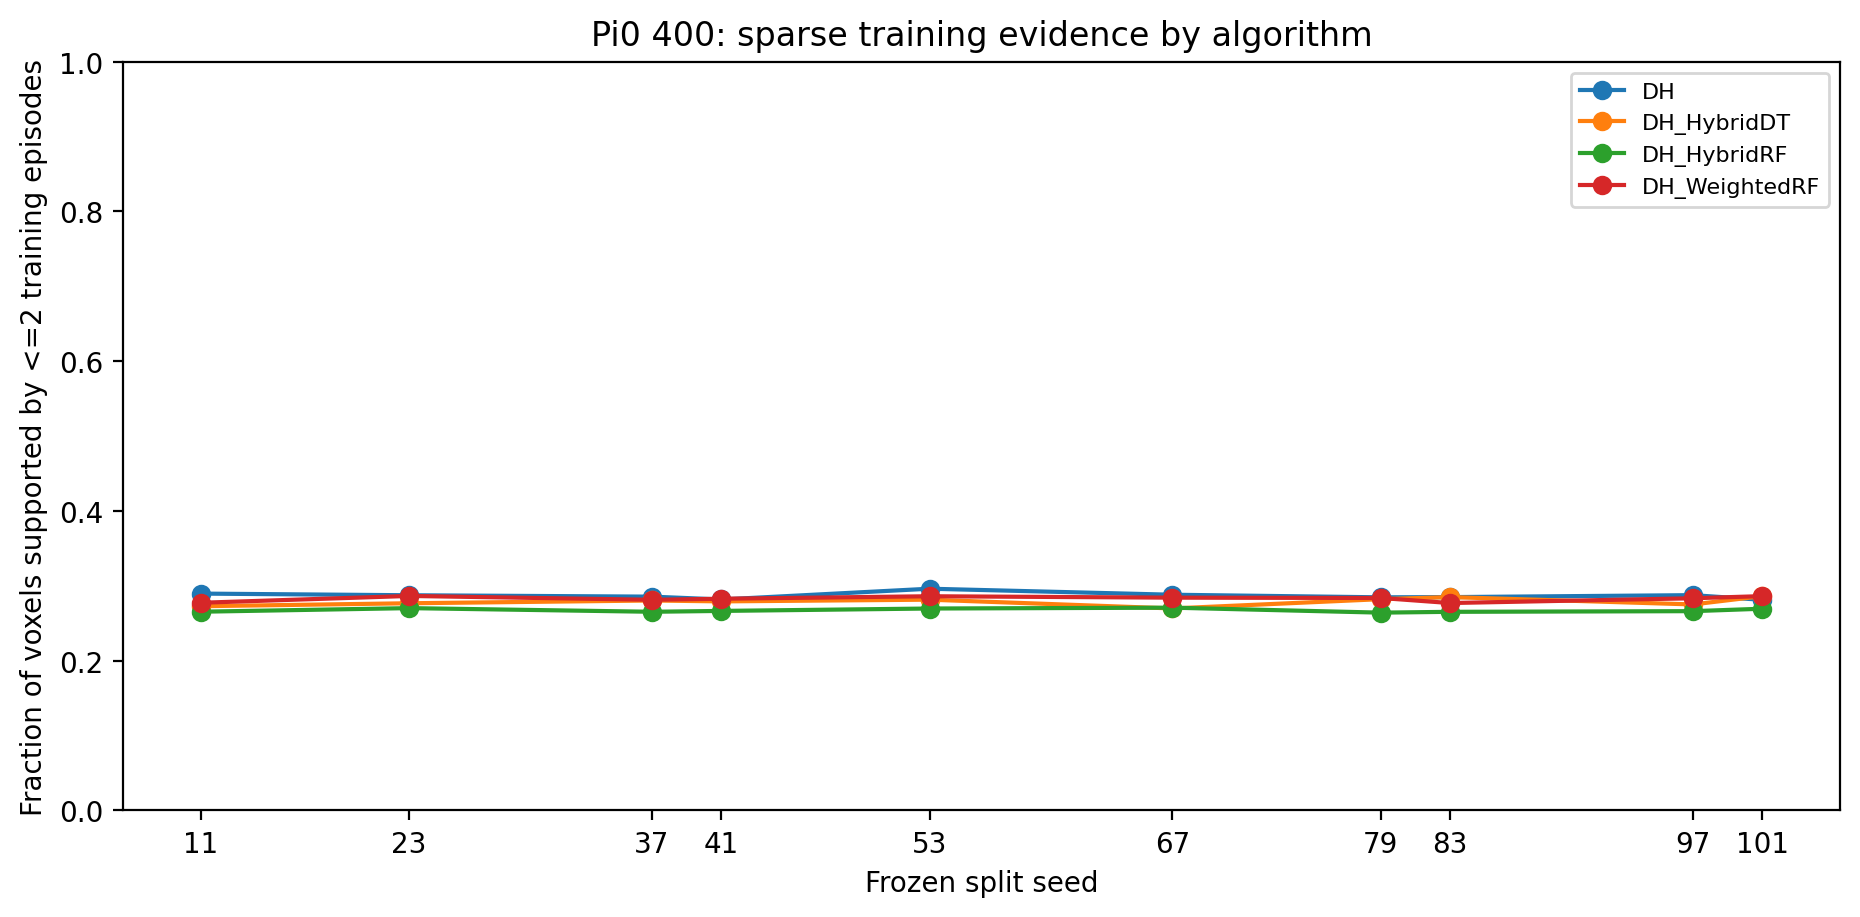 Pi0 400: sparse training evidence by algorithm
Fraction of voxels supported by <=2 training episodes
1.0
0.8
0.6
0.4
0.2
0.0
DH
DH_HybridDT
DH_HybridRF
DH_WeightedRF
11 23 37 41 53 67 79 83 97 101
Frozen split seed